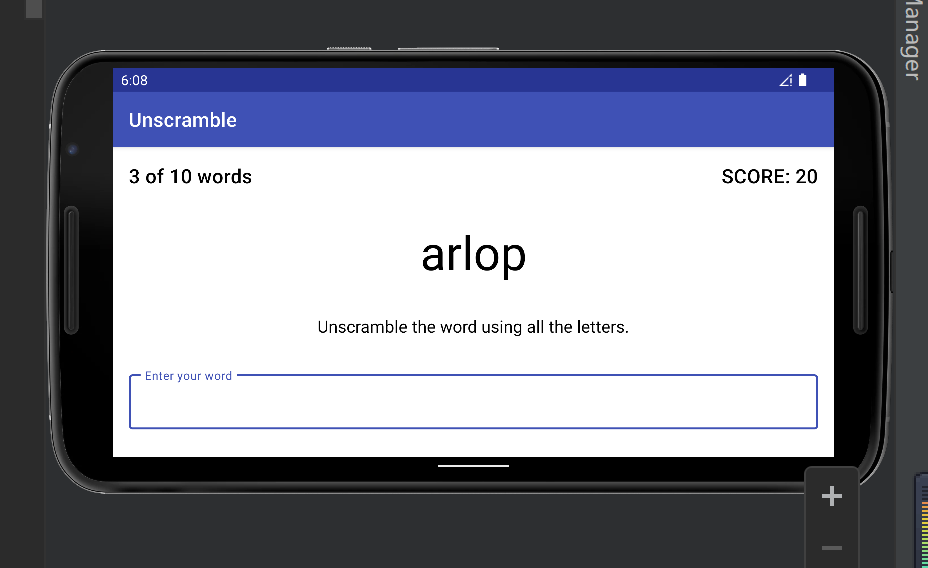 Manager
6:08
Unscramble
3 of 10 words
SCORE: 20
arlop
Unscramble the word using all the letters.
Enter your word